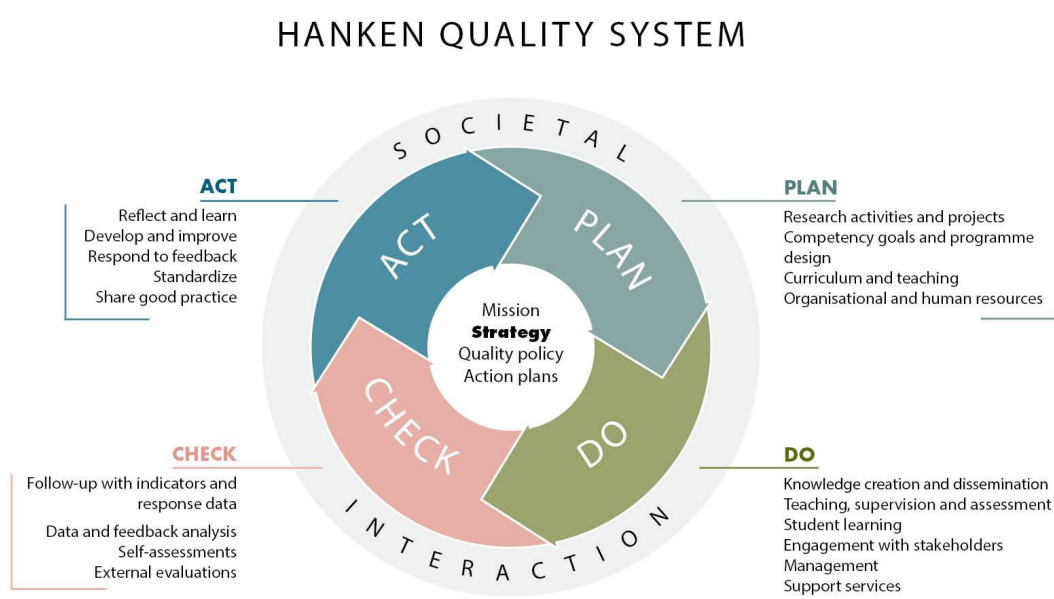 HANKEN QUALITY SYSTEM
SOCIETAL
ACT
Reflect and learn
Develop and improve
Respond to feedback
Standardize
Share good practice
PLAN
Research activities and projects
Competency goals and programme
design
Curriculum and teaching
Organisational and human resources
ACT
PLAN
Mission
Strategy
Quality policy
Action plans
CHECK
DO
CHECK
Follow-up with indicators and
response data
Data and feedback analysis
Self-assessments
External evaluations
DO
Knowledge creation and dissemination
Teaching, supervision and assessment
Student learning
Engagement with stakeholders
Management
Support services
INTERACTION